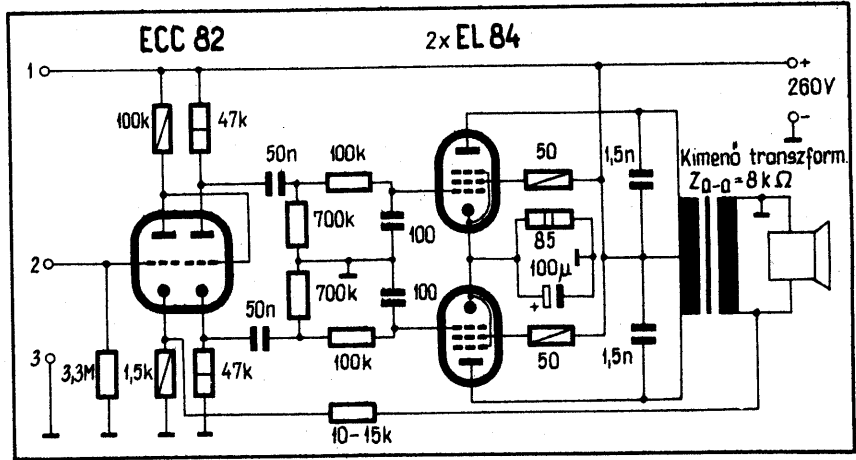 ECC 82
2x EL 84
1
+
260V
-
100k
47k
50n
100k
50
1,5n
Kimenő transzform.
Za-a = 8 k Ω
700k
100
85
2
100µ
+
700k
100
50n
100k
50
1,5n
3
3,3M
1,5k
47k
10-15k